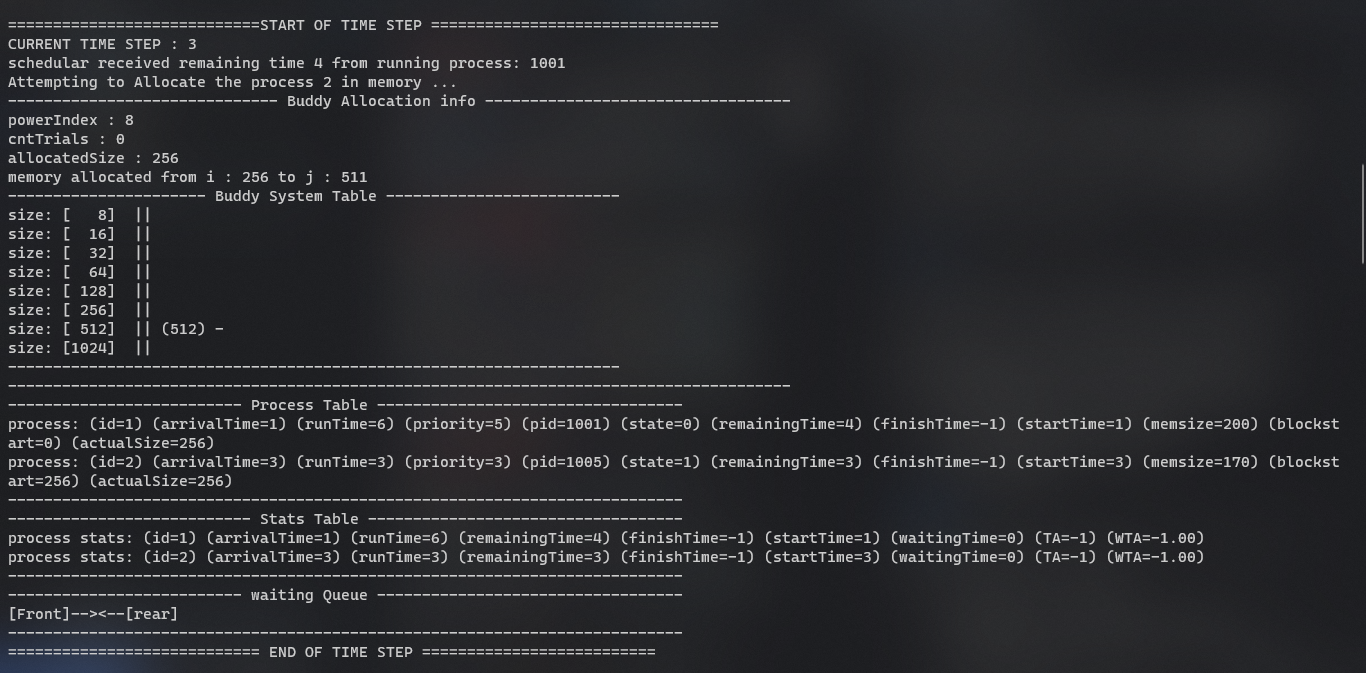 ============================START OF TIME STEP ================================
CURRENT TIME STEP : 3
schedular received remaining time 4 from running process: 1001
Attempting to Allocate the process 2 in memory ...
------------------------------ Buddy Allocation info ----------------------------------
powerIndex : 8
cntTrials : 0
allocatedSize : 256
memory allocated from i : 256 to j : 511
---------------------- Buddy System Table --------------------------
size: [   8]  ||
size: [  16]  ||
size: [  32]  ||
size: [  64]  ||
size: [ 128]  ||
size: [ 256]  ||
size: [ 512]  || (512) -
size: [1024]  ||
--------------------------------------------------------------------
---------------------------------------------------------------------------------------
-------------------------- Process Table ----------------------------------
process: (id=1) (arrivalTime=1) (runTime=6) (priority=5) (pid=1001) (state=0) (remainingTime=4) (finishTime=-1) (startTime=1) (memsize=200) (blockst
art=0) (actualSize=256)
process: (id=2) (arrivalTime=3) (runTime=3) (priority=3) (pid=1005) (state=1) (remainingTime=3) (finishTime=-1) (startTime=3) (memsize=170) (blockst
art=256) (actualSize=256)
---------------------------------------------------------------------------
--------------------------- Stats Table -----------------------------------
process stats: (id=1) (arrivalTime=1) (runTime=6) (remainingTime=4) (finishTime=-1) (startTime=1) (waitingTime=0) (TA=-1) (WTA=-1.00)
process stats: (id=2) (arrivalTime=3) (runTime=3) (remainingTime=3) (finishTime=-1) (startTime=3) (waitingTime=0) (TA=-1) (WTA=-1.00)
---------------------------------------------------------------------------
-------------------------- waiting Queue ----------------------------------
[Front]--><--[rear]
---------------------------------------------------------------------------
============================ END OF TIME STEP ==========================